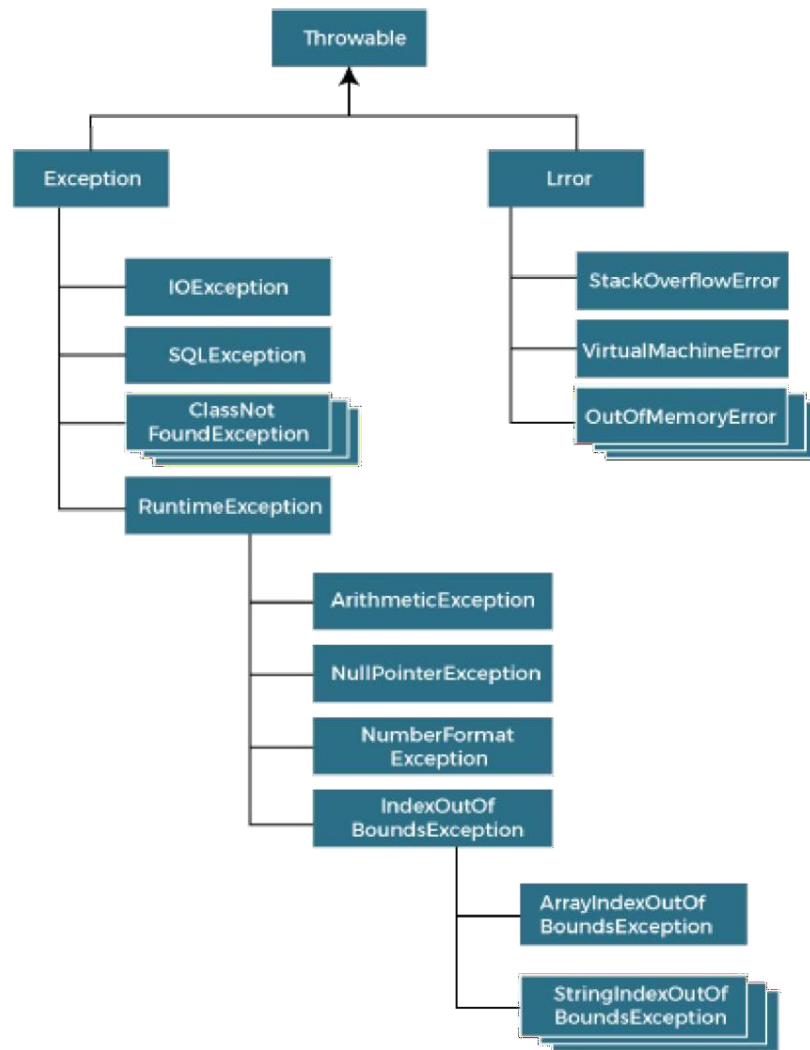 Throwable
Exception
Lrror
IOException
SQLException
ClassNot
FoundException
RuntimeException
StackOverflowError
VirtualMachineError
OutOfMemoryError
ArithmeticException
NullPointerException
NumberFormat
Exception
IndexOutOf
BoundsException
ArrayIndexOutOf
BoundsException
StringIndexOutOf
BoundsException